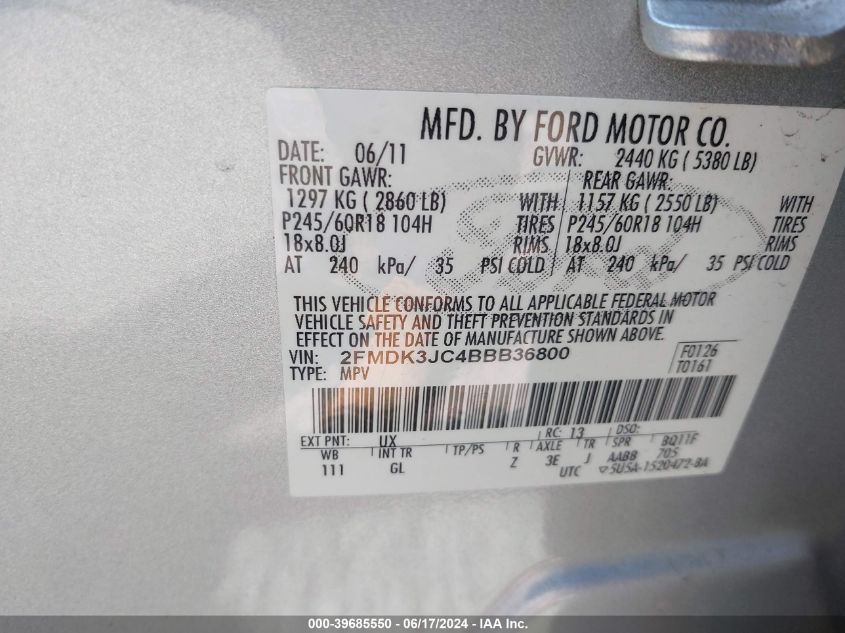 MFD. BY FORD MOTOR CO.
DATE: 06/11 GVWR: 2440 KG ( 5380 LB)
FRONT GAWR: REAR GAWR:
1297 KG ( 2860 LB) WITH 1157 KG ( 2550 LB) WITH
P245/60R18 104H TIRES P245/60R18 104H TIRES
18x8.0J RIMS 18x8.0J RIMS
AT 240 kPa/ 35 PSI COLD AT 240 kPa/ 35 PSI COLD
THIS VEHICLE CONFORMS TO ALL APPLICABLE FEDERAL MOTOR
VEHICLE SAFETY AND THEFT PREVENTION STANDARDS IN
EFFECT ON THE DATE OF MANUFACTURE SHOWN ABOVE.
VIN: 2FMDK3JC4BBB36800 F0126
TYPE: MPV T0161
EXT PNT: UX RC: 13 DSO: BQ11F
WB INT TR TP/PS R AXLE TR SPR 705
111 GL Z 3E J AABB
UTC 5U5A-1520472-BA
000-39685550 - 06/17/2024 - IAA Inc.